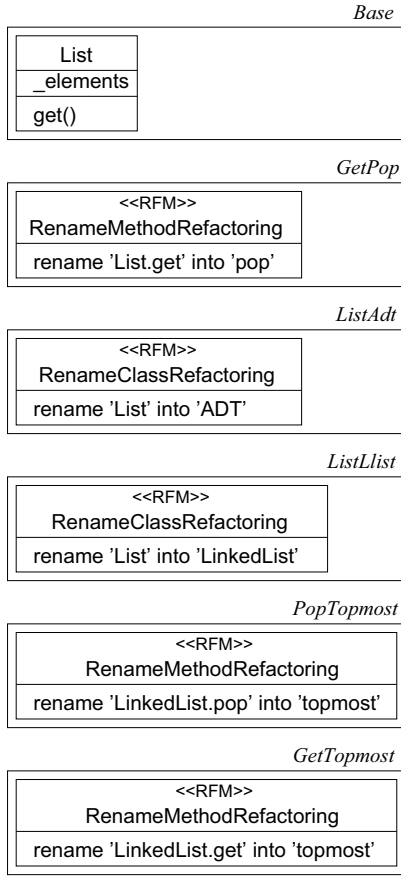 Base
List
_elements
get()
GetPop
<<RFM>>
RenameMethodRefactoring
rename ’List.get’ into ’pop’
ListAdt
<<RFM>>
RenameClassRefactoring
rename ’List’ into ’ADT’
ListLlist
<<RFM>>
RenameClassRefactoring
rename ’List’ into ’LinkedList’
PopTopmost
<<RFM>>
RenameMethodRefactoring
rename ’LinkedList.pop’ into ’topmost’
GetTopmost
<<RFM>>
RenameMethodRefactoring
rename ’LinkedList.get’ into ’topmost’